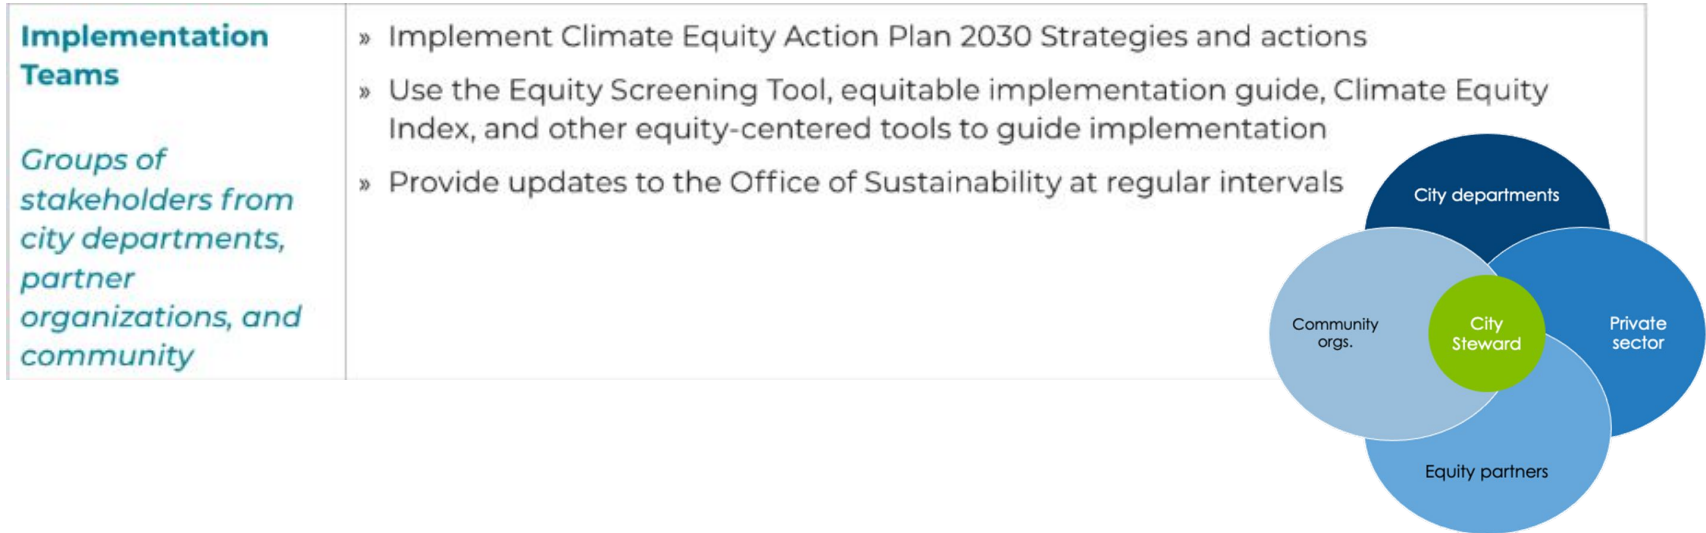 Implementation
Teams
Groups of
stakeholders from
city departments,
partner
organizations, and
community
» Implement Climate Equity Action Plan 2030 Strategies and actions
» Use the Equity Screening Tool, equitable implementation guide, Climate Equity
Index, and other equity-centered tools to guide implementation
» Provide updates to the Office of Sustainability at regular intervals
City departments
Community
orgs.
City
Steward
Private
sector
Equity partners